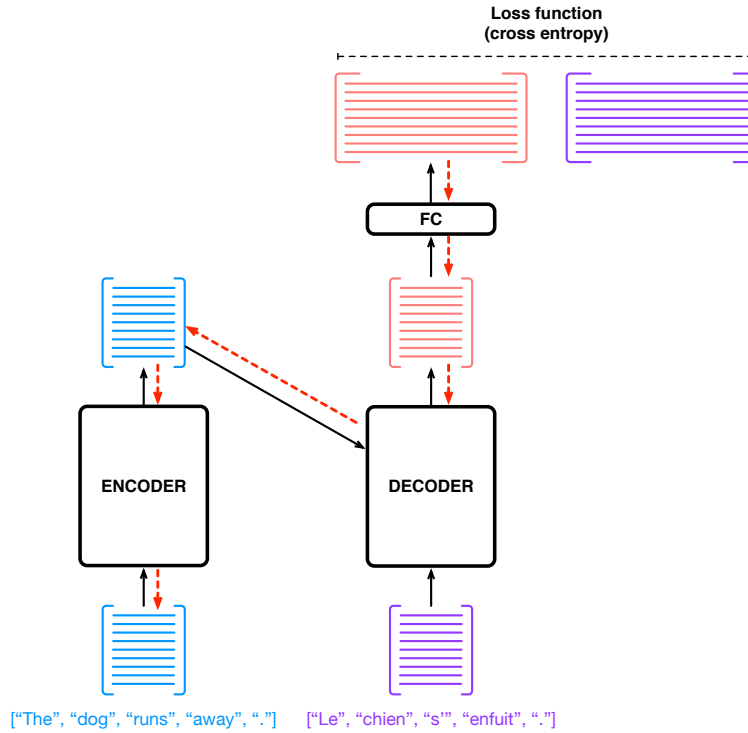 Loss function
(cross entropy)
FC
ENCODER
DECODER
[“The”, “dog”, “runs”, “away”, “.”]
[“Le”, “chien”, “s’”, “enfuit”, “.”]